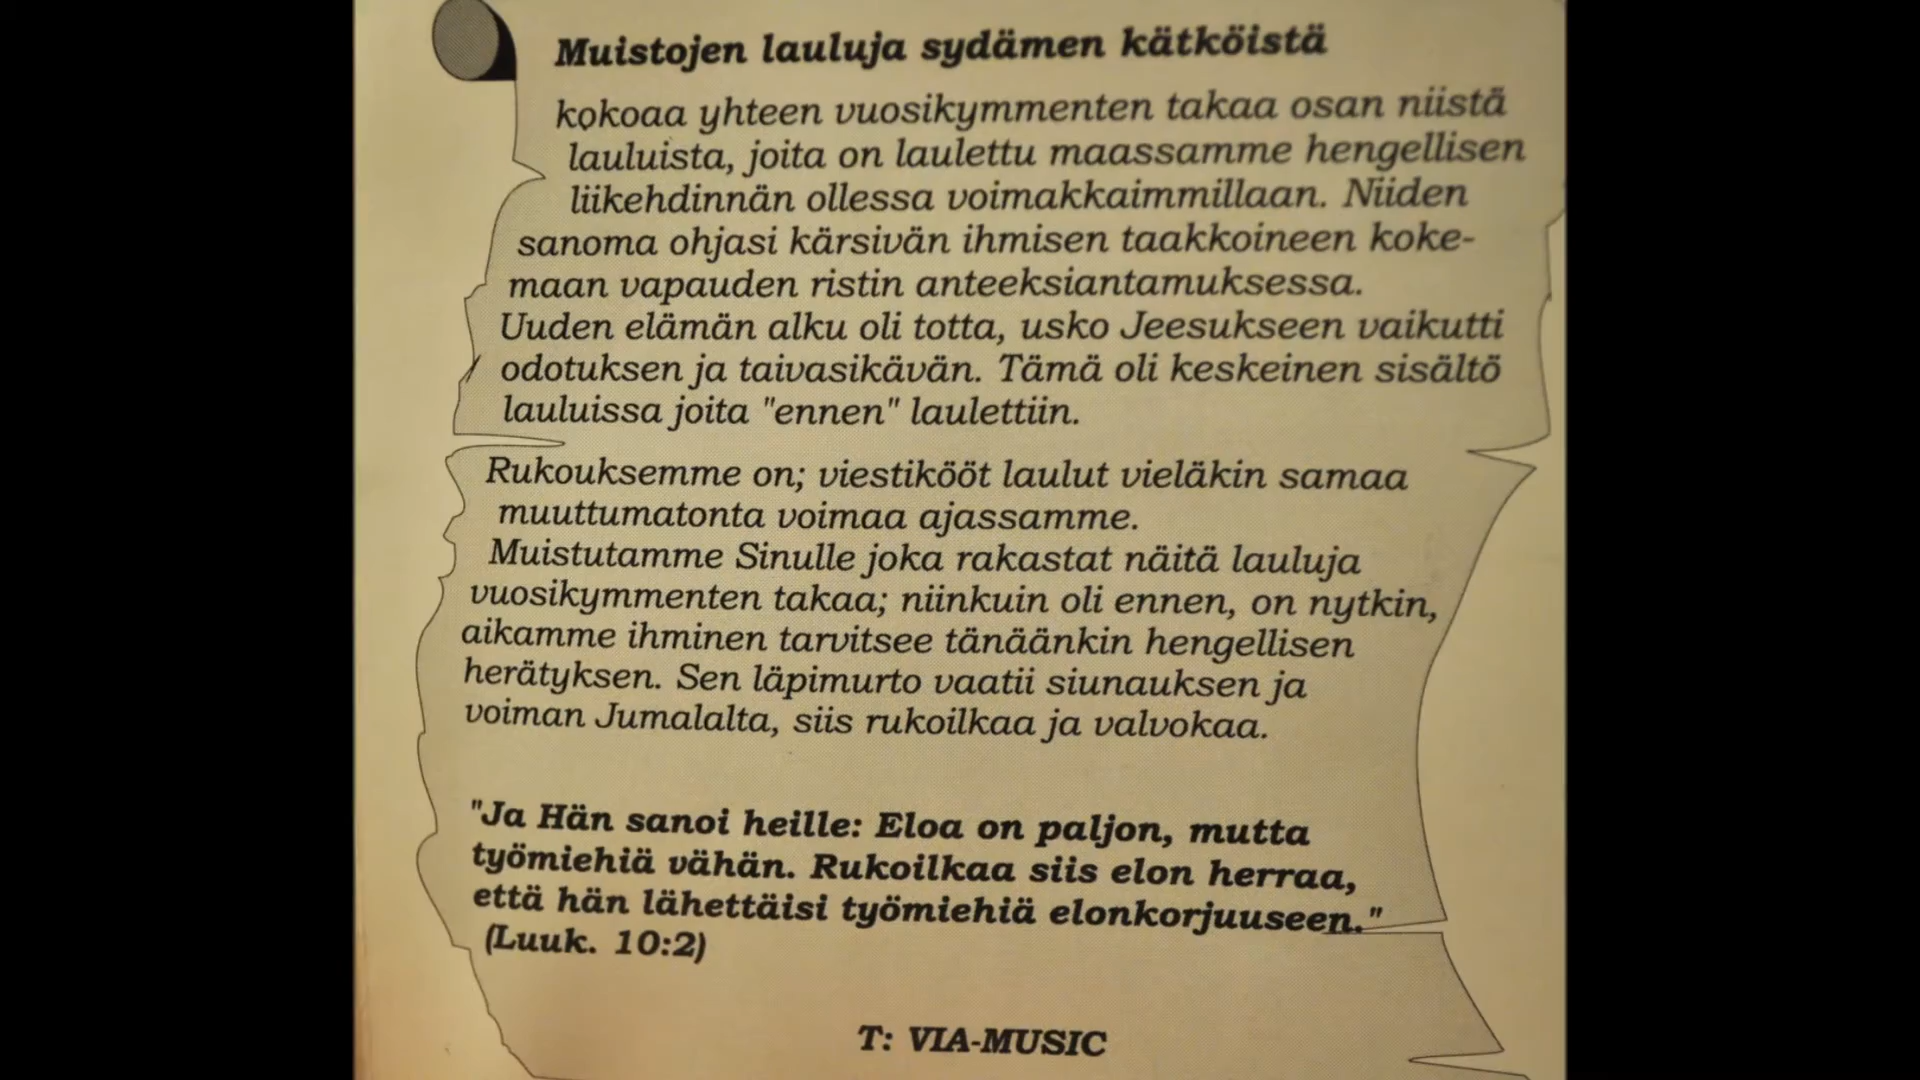 Muistojen lauluja sydämen kätköistä
kokoaa yhteen vuosikymmenten takaa osan niistä
lauluista, joita on laulettu maassamme hengellisen
liikehdinnän ollessa voimakkaimmillaan. Niiden
sanoma ohjasi kärsivän ihmisen taakkoineen koke-
maan vapauden ristin anteeksiantamuksessa.
Uuden elämän alku oli totta, usko Jeesukseen vaikutti
odotuksen ja taivasikävän. Tämä oli keskeinen sisältö
lauluissa joita "ennen" laulettiin.
Rukouksemme on; viestikööt laulut vieläkin samaa
muuttumatonta voimaa ajassamme.
Muistutamme Sinulle joka rakastat näitä lauluja
vuosikymmenten takaa; niinkuin oli ennen, on nytkin,
aikamme ihminen tarvitsee tänäänkin hengellisen
herätyksen. Sen läpimurto vaatii siunauksen ja
voiman Jumalalta, siis rukoilkaa ja valvokaa.
"Ja Hän sanoi heille: Eloa on paljon, mutta
työmiehiä vähän. Rukoilkaa siis elon herraa,
että hän lähettäisi työmiehiä elonkorjuuseen."
(Luuk. 10:2)
T: VIA-MUSIC